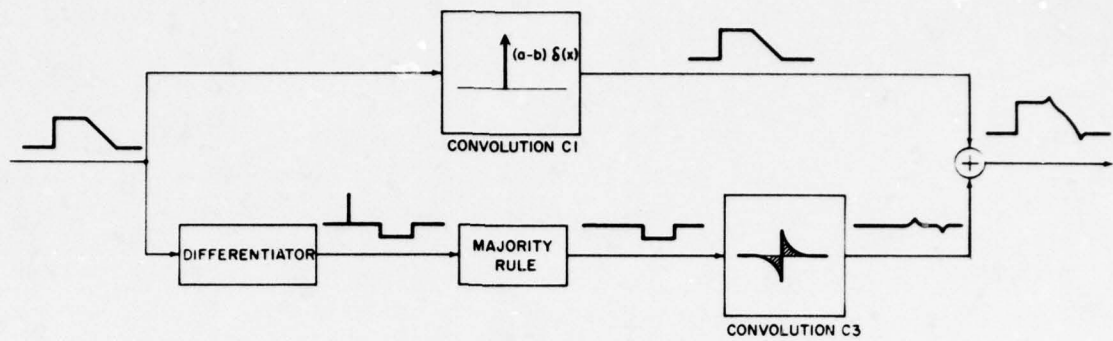 (a-b) δ(x)
CONVOLUTION C1
+
DIFFERENTIATOR
MAJORITY
RULE
CONVOLUTION C3